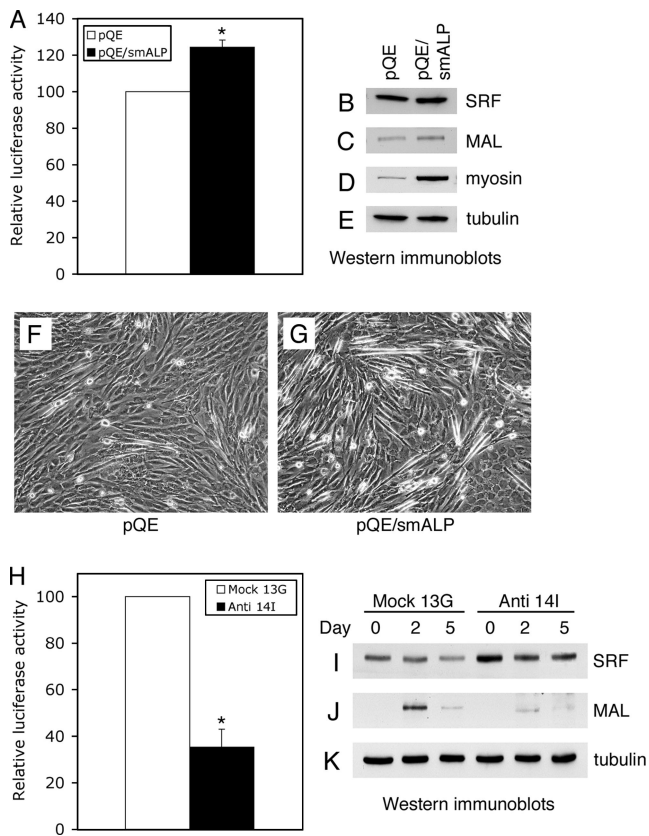 A
Relative luciferase activity
140
120
100
80
60
40
20
0
pQE
pQE/smALP
*
pQE
pQE/
smALP
B SRF
C MAL
D myosin
E tubulin
Western immunoblots
F
G
pQE
pQE/smALP
H
Relative luciferase activity
100
80
60
40
20
0
Mock 13G
Anti 14I
*
Mock 13G Anti 14I
Day 0 2 5 0 2 5
I SRF
J MAL
K tubulin
Western immunoblots